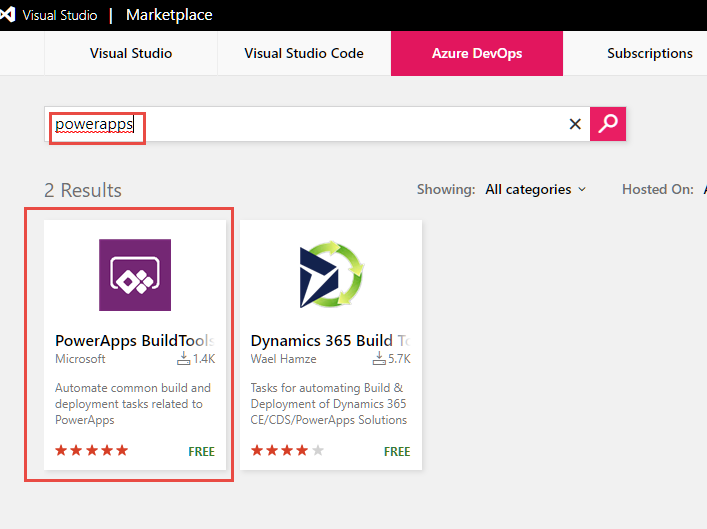 Visual Studio | Marketplace
Visual Studio Visual Studio Code Azure DevOps Subscriptions
powerapps
2 Results Showing: All categories Hosted On:
PowerApps BuildTools
Microsoft 1.4K
Automate common build and
deployment tasks related to
PowerApps
FREE
Dynamics 365 Build
Wael Hamze 5.7K
Tasks for automating Build &
Deployment of Dynamics 365
CE/CDS/PowerApps Solutions
FREE